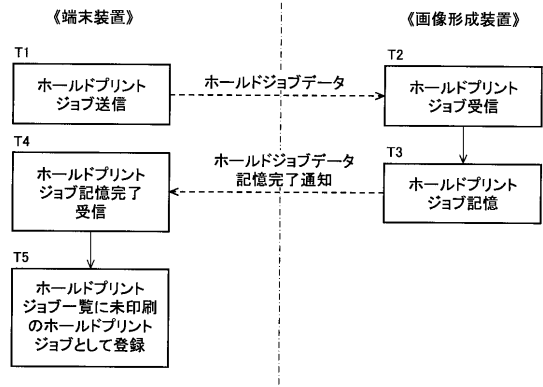 《端末装置》
《画像形成装置》
T1
ホールドプリント
ジョブ送信
ホールドジョブデータ
T2
ホールドプリント
ジョブ受信
T4
ホールドプリント
ジョブ記憶完了
受信
ホールドジョブデータ
記憶完了通知
T3
ホールドプリント
ジョブ記憶
T5
ホールドプリント
ジョブ一覧に未印刷
のホールドプリント
ジョブとして登録